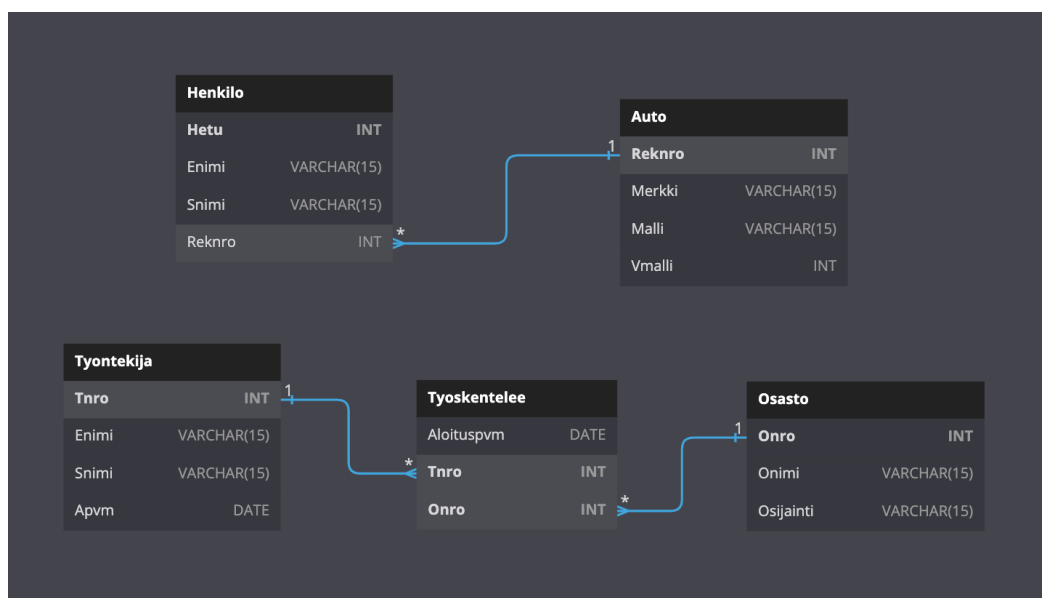 Henkilo
Hetu INT
Enimi VARCHAR(15)
Snimi VARCHAR(15)
Reknro INT
*
1
Auto
Reknro INT
Merkki VARCHAR(15)
Malli VARCHAR(15)
Vmalli INT
Tyontekija
Tnro INT
Enimi VARCHAR(15)
Snimi VARCHAR(15)
Apvm DATE
1
*
Tyoskentelee
Aloituspvm DATE
Tnro INT
Onro INT
*
1
Osasto
Onro INT
Onimi VARCHAR(15)
Osijainti VARCHAR(15)